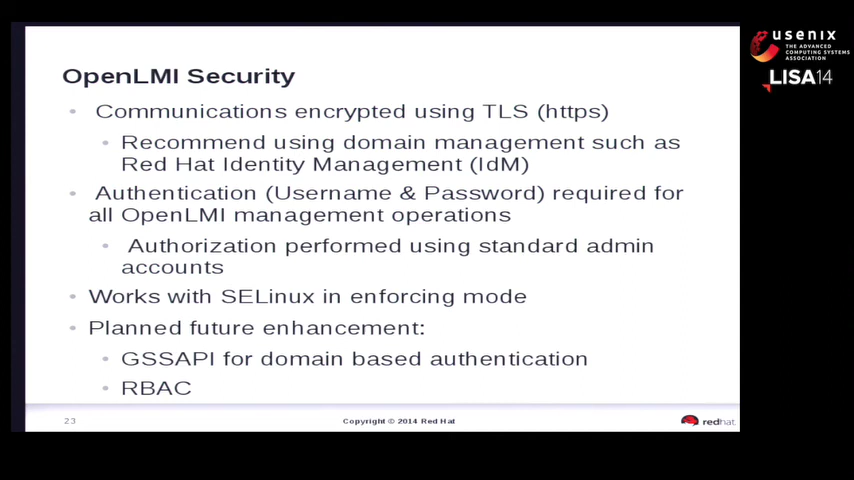 OpenLMI Security
Communications encrypted using TLS (https)
Recommend using domain management such as
Red Hat Identity Management (IdM)
Authentication (Username & Password) required for
all OpenLMI management operations
Authorization performed using standard admin
accounts
Works with SELinux in enforcing mode
Planned future enhancement:
GSSAPI for domain based authentication
RBAC
23
Copyright © 2014 Red Hat
redhat.
usenix
THE ADVANCED
COMPUTING SYSTEMS
ASSOCIATION
LISA14